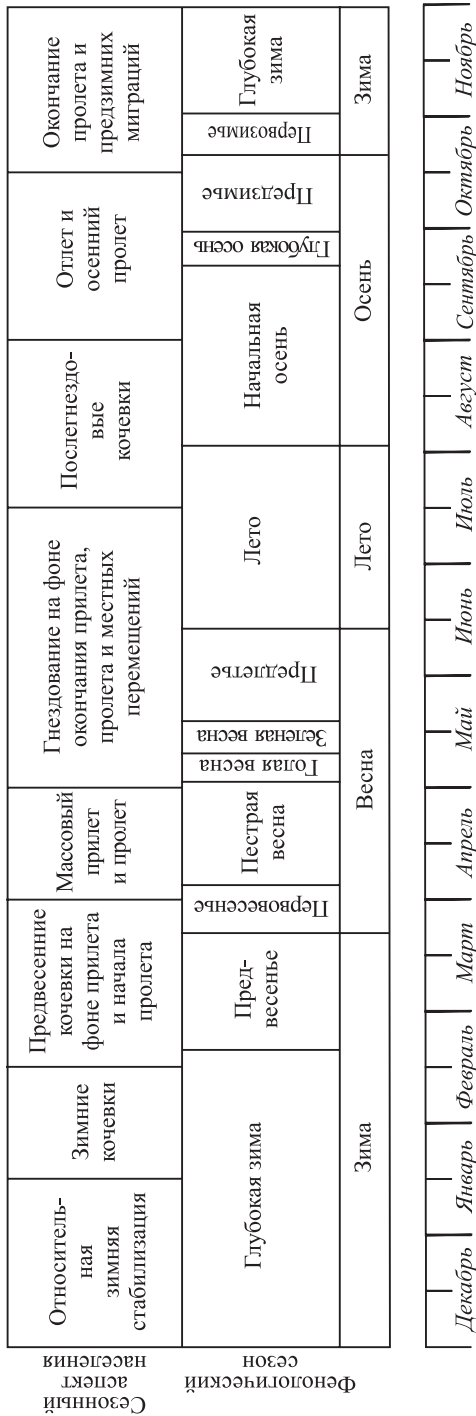 Сезонный
аспект
населения
Относитель-
ная
зимняя
стабилизация
Зимние
кочевки
Предвесенние
кочевки на
фоне прилета
и начала
пролета
Массовый
прилет
и пролет
Гнездование на фоне
окончания прилета,
пролета и местных
перемещений
Послегнездо-
вые
кочевки
Отлет и
осенний
пролет
Окончание
пролета и
предзимних
миграций
Фенологический
сезон
Глубокая зима
Пред-
весенье
Первовесенье
Пестрая
весна
Голая весна
Зеленая весна
Предлетье
Лето
Начальная
осень
Глубокая осень
Предзимье
Первозимье
Глубокая
зима
Зима
Весна
Лето
Осень
Зима
Декабрь
Январь
Февраль
Март
Апрель
Май
Июнь
Июль
Август
Сентябрь
Октябрь
Ноябрь